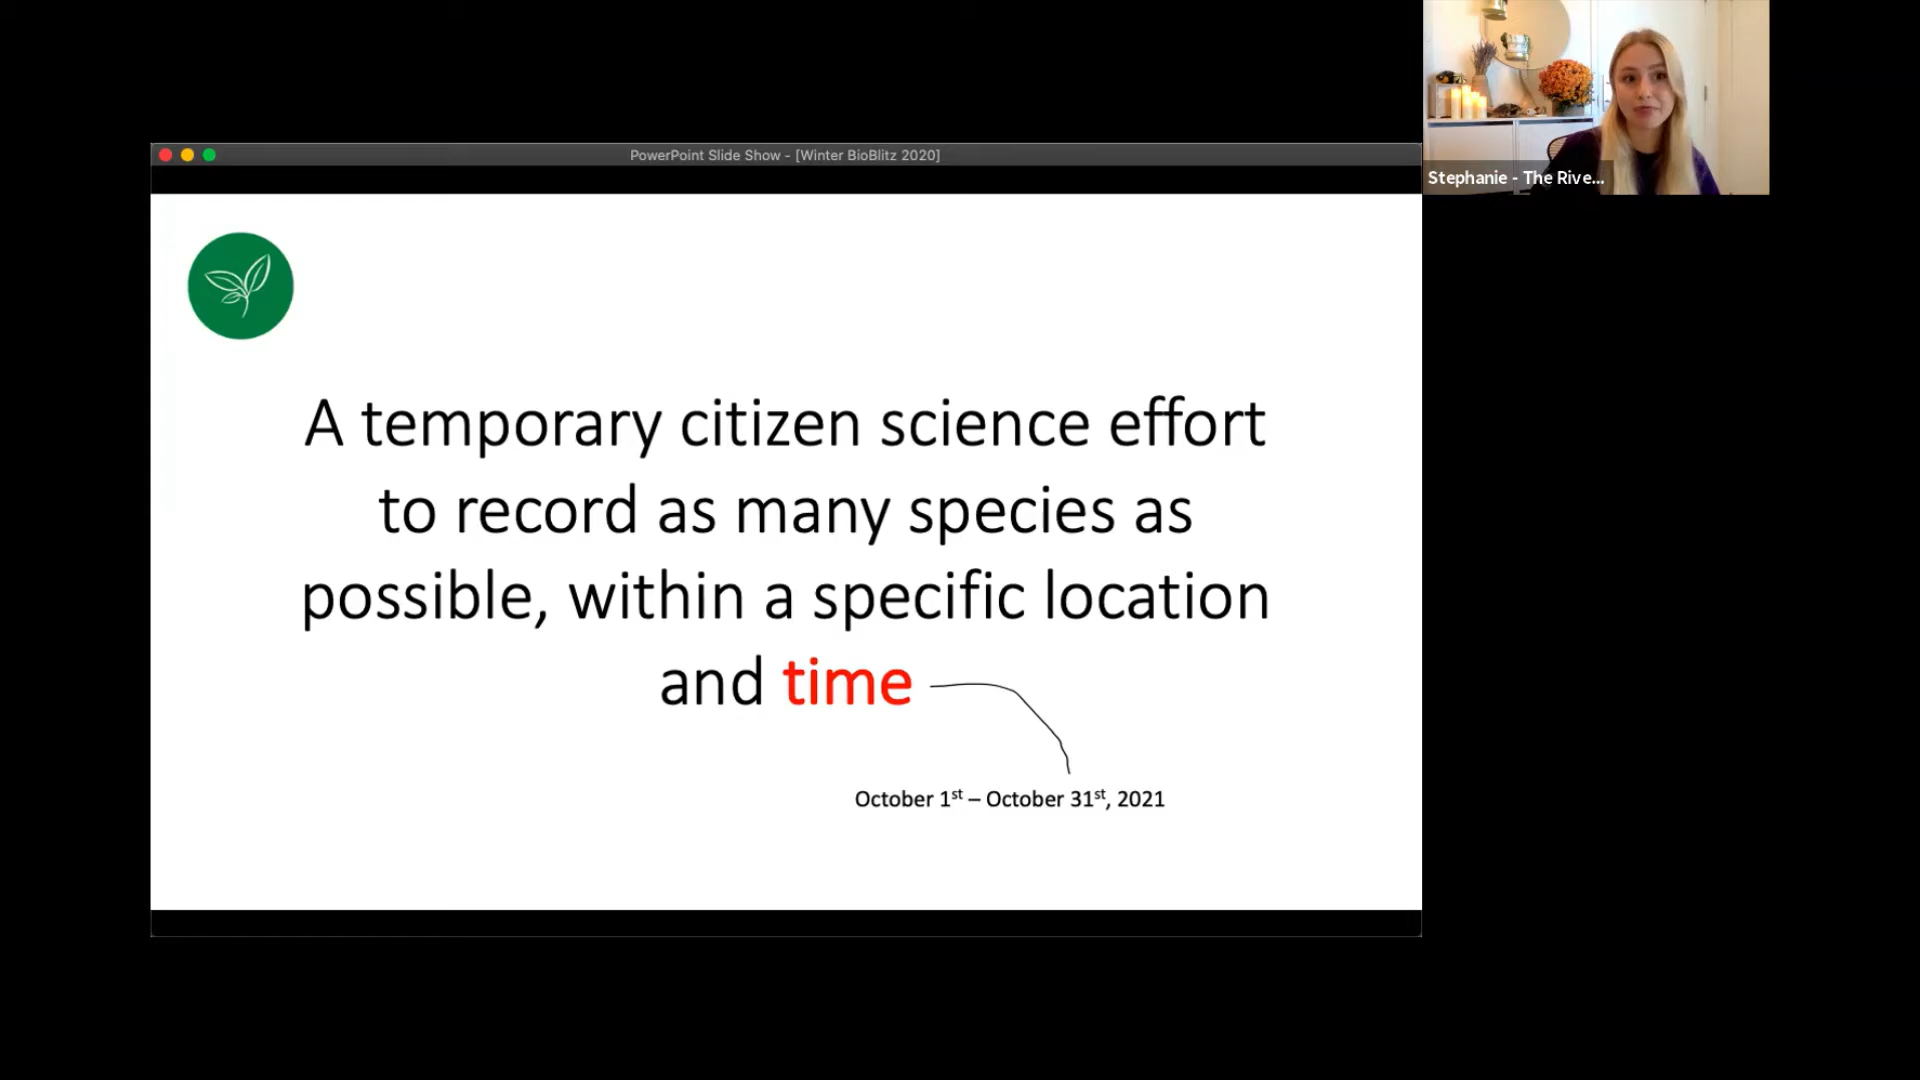 PowerPoint Slide Show - [Winter BioBlitz 2020]
Stephanie - The Rive...
A temporary citizen science effort
to record as many species as
possible, within a specific location
and time
October 1st – October 31st, 2021